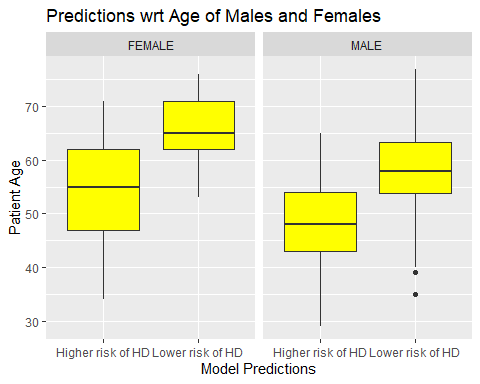 Predictions wrt Age of Males and Females
FEMALE
MALE
70
60
50
40
30
Patient Age
Higher risk of HD Lower risk of HD
Higher risk of HD Lower risk of HD
Model Predictions